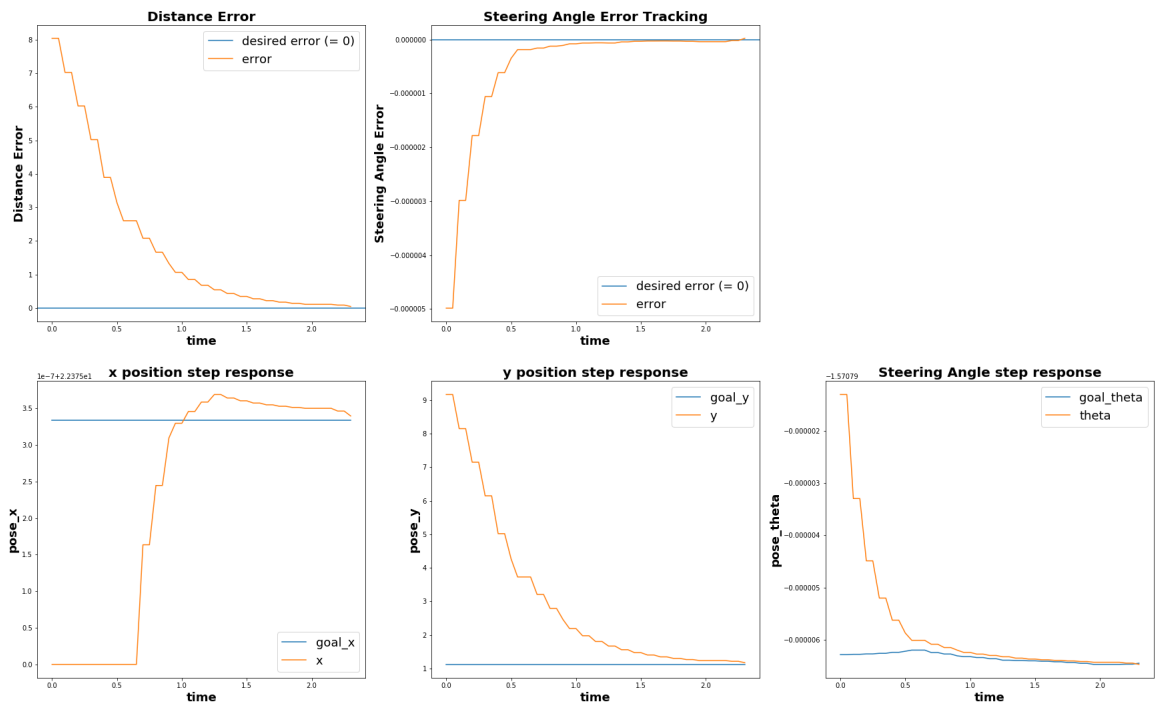 Distance Error
Distance Error
8
7
6
5
4
3
2
1
0
desired error (= 0)
error
0.0 0.5 1.0 1.5 2.0
time
Steering Angle Error Tracking
Steering Angle Error
0.000000
−0.000001
−0.000002
−0.000003
−0.000004
−0.000005
desired error (= 0)
error
0.0 0.5 1.0 1.5 2.0
time
x position step response
1e−7+2.2375e1
pose_x
3.5
3.0
2.5
2.0
1.5
1.0
0.5
0.0
goal_x
x
0.0 0.5 1.0 1.5 2.0
time
y position step response
pose_y
9
8
7
6
5
4
3
2
1
goal_y
y
0.0 0.5 1.0 1.5 2.0
time
Steering Angle step response
−1.57079
pose_theta
−0.000002
−0.000003
−0.000004
−0.000005
−0.000006
goal_theta
theta
0.0 0.5 1.0 1.5 2.0
time